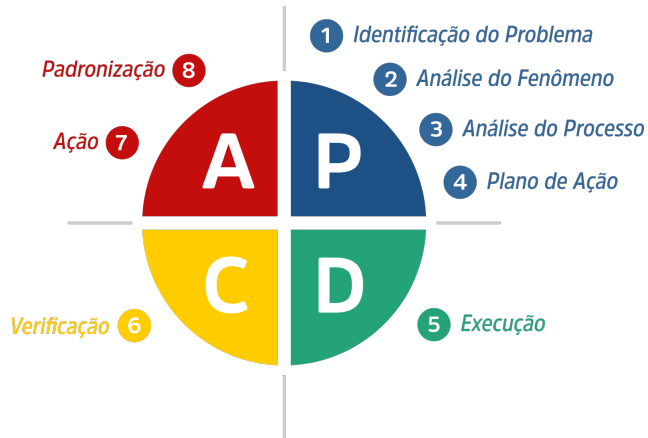 1 Identificação do Problema
2 Análise do Fenômeno
3 Análise do Processo
4 Plano de Ação
5 Execução
Verificação 6
Ação 7
Padronização 8
A P
C D